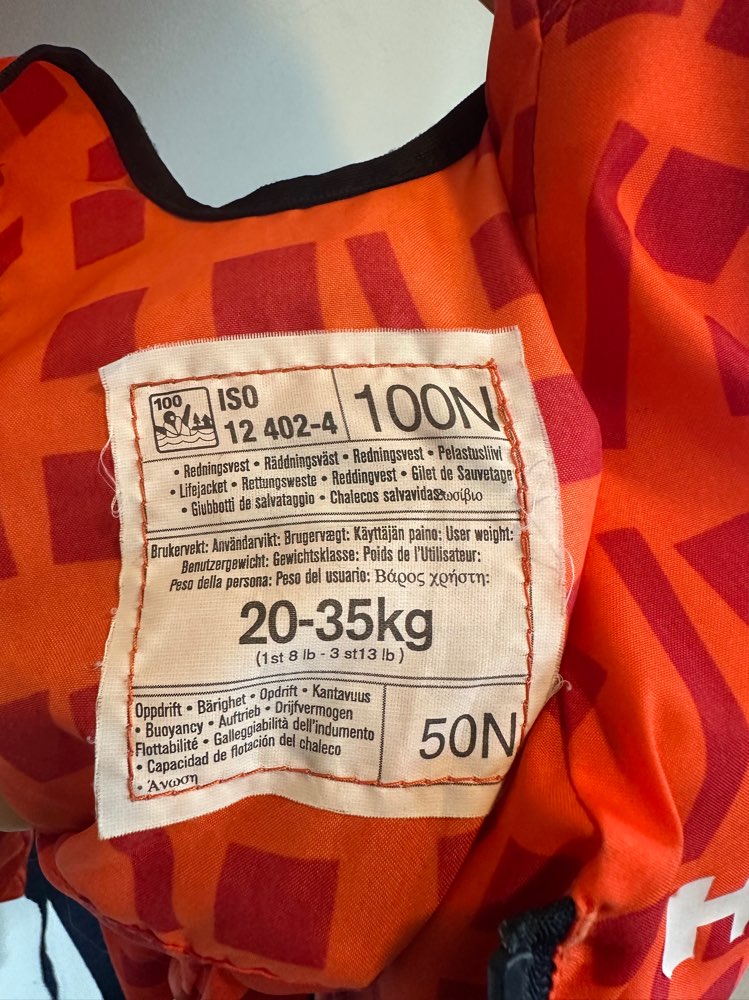 100
ISO
12 402-4
100N
• Redningsvest • Räddningsväst • Redningsvest • Pelastusliivi
• Lifejacket • Rettungsweste • Reddingvest • Gilet de Sauvetage
• Giubbotti de salvataggio • Chalecos salvavidas Σωσίβιο
Brukervekt: Användarvikt: Brugervægt: Käyttäjän paino: User weight:
Benutzergewicht: Gewichtsklasse: Poids de l'Utilisateur:
Peso della persona: Peso del usuario: Βάρος χρήστη:
20-35kg
(1st 8 lb - 3 st13 lb )
Oppdrift • Bärighet • Opdrift • Kantavuus
• Buoyancy • Auftrieb • Drijfvermogen
Flottabilité • Galleggiabilità dell'indumento
• Capacidad de flotación del chaleco
• Άνωση
50N
H